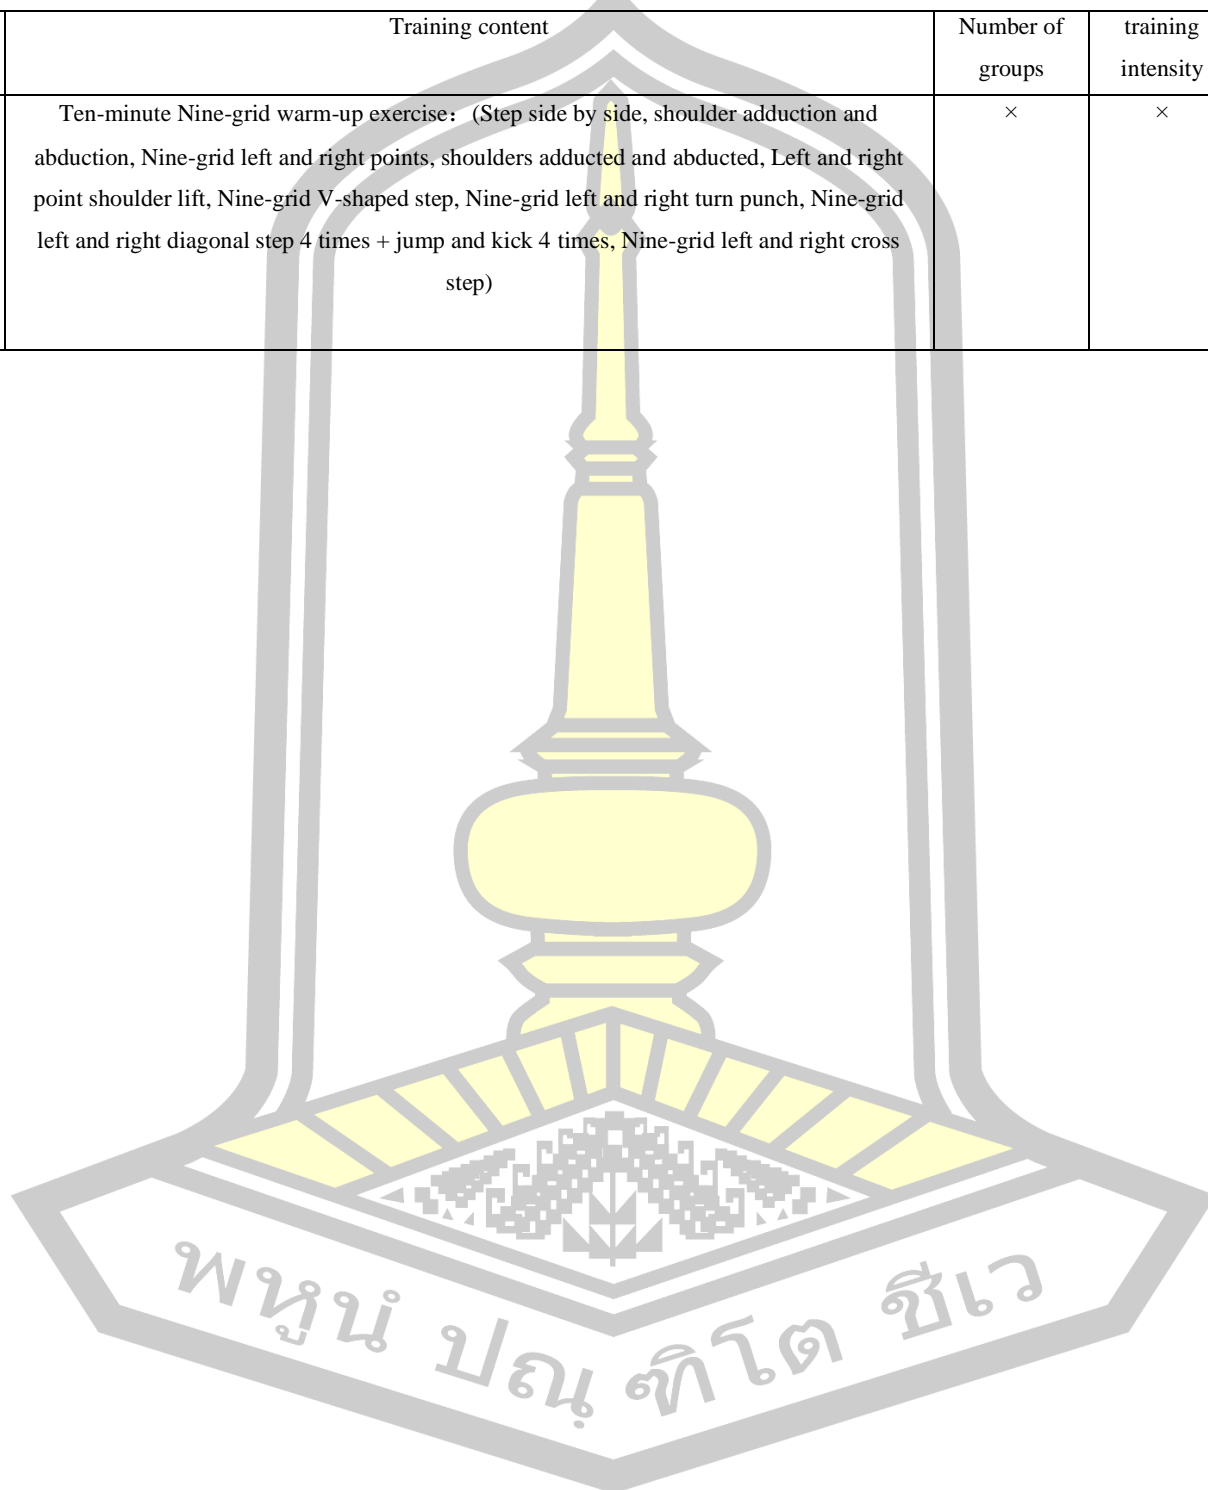 Training content
Number of
groups
training
intensity
Ten-minute Nine-grid warm-up exercise：(Step side by side, shoulder adduction and
abduction, Nine-grid left and right points, shoulders adducted and abducted, Left and right
point shoulder lift, Nine-grid V-shaped step, Nine-grid left and right turn punch, Nine-grid
left and right diagonal step 4 times + jump and kick 4 times, Nine-grid left and right cross
step)
×
×
พหูนํ ปณฺฑิโต ชีเว